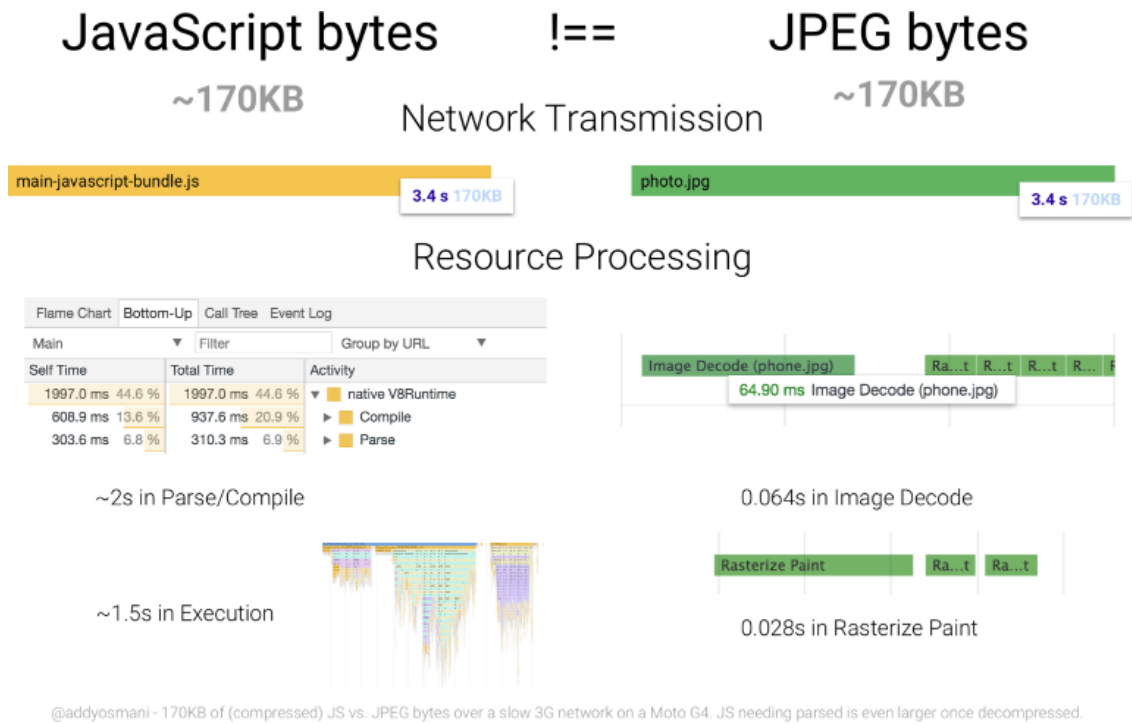 JavaScript bytes !== JPEG bytes
~170KB ~170KB
Network Transmission
main-javascript-bundle.js
3.4 s 170KB
photo.jpg
3.4 s 170KB
Resource Processing
Flame Chart Bottom-Up Call Tree Event Log
Main ▼ Filter Group by URL ▼
Self Time Total Time Activity
1997.0 ms 44.6 % 1997.0 ms 44.6 % ▼ native V8Runtime
608.9 ms 13.6 % 937.6 ms 20.9 % ▶ Compile
303.6 ms 6.8 % 310.3 ms 6.9 % ▶ Parse
Image Decode (phone.jpg) Ra...t R...t R...t R...
64.90 ms Image Decode (phone.jpg)
~2s in Parse/Compile
0.064s in Image Decode
Rasterize Paint Ra...t Ra...t
~1.5s in Execution
0.028s in Rasterize Paint
@addyosmani - 170KB of (compressed) JS vs. JPEG bytes over a slow 3G network on a Moto G4. JS needing parsed is even larger once decompressed.